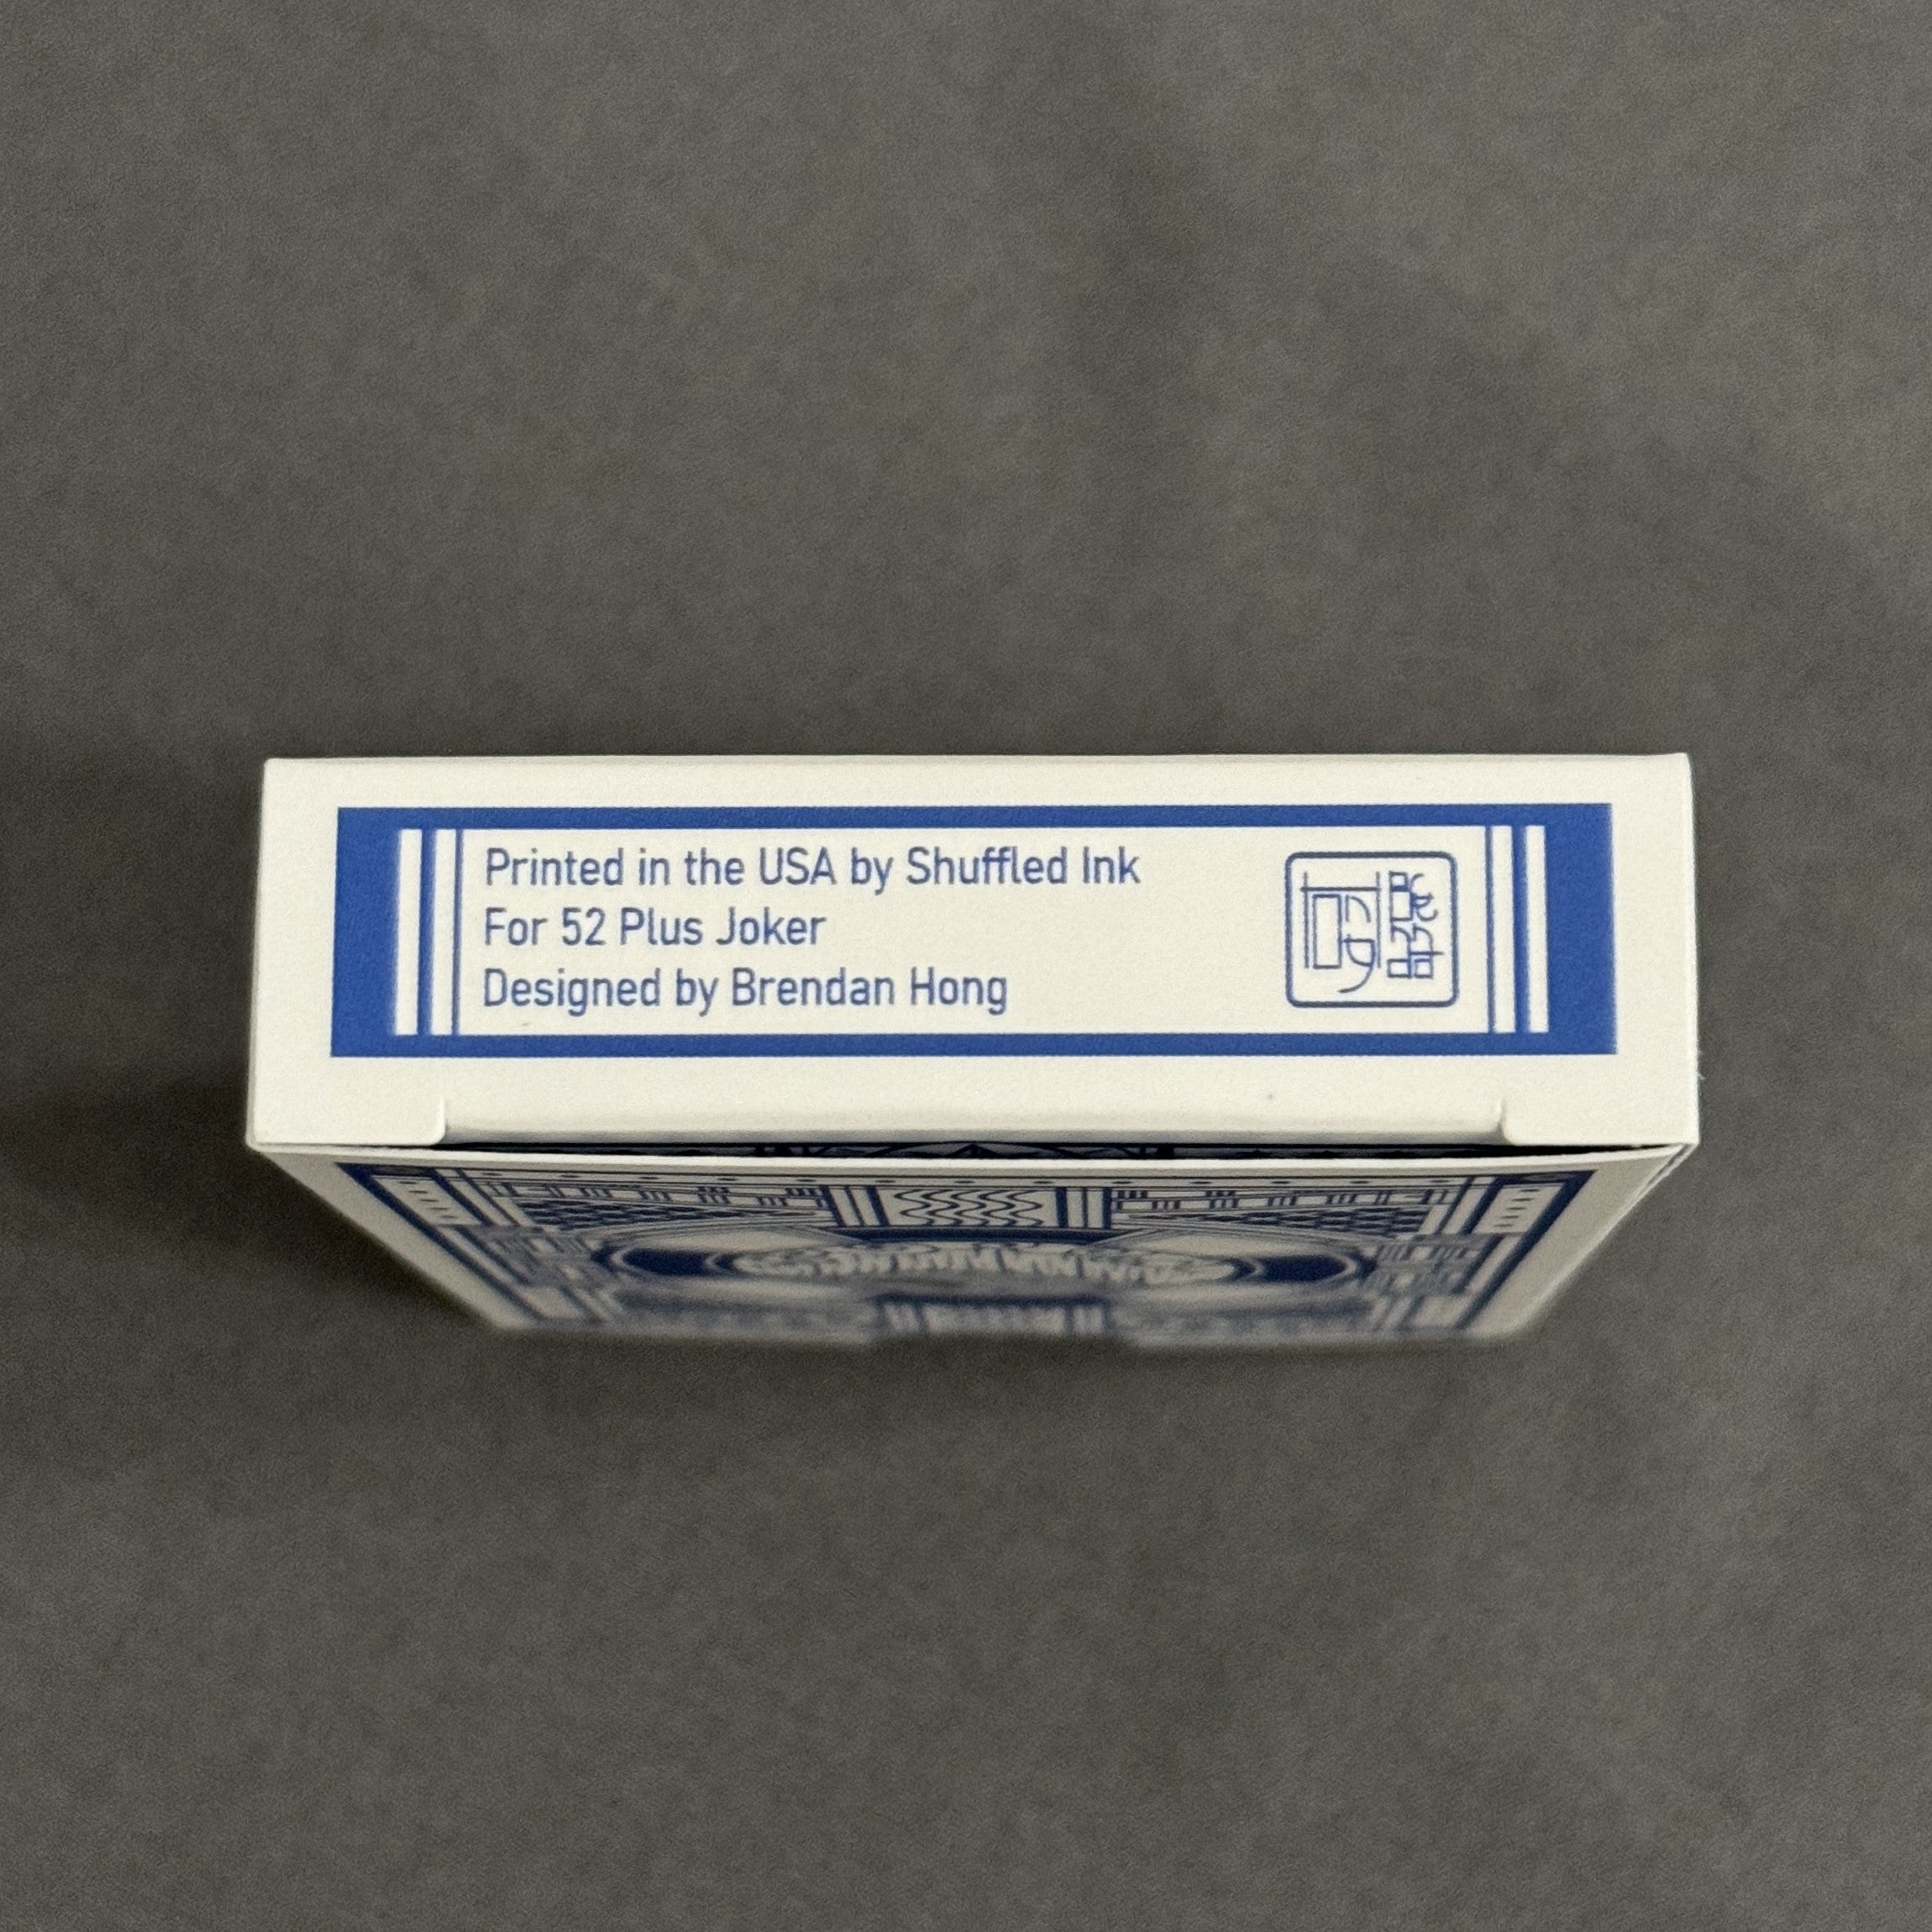 Printed in the USA by Shuffled Ink
For 52 Plus Joker
Designed by Brendan Hong